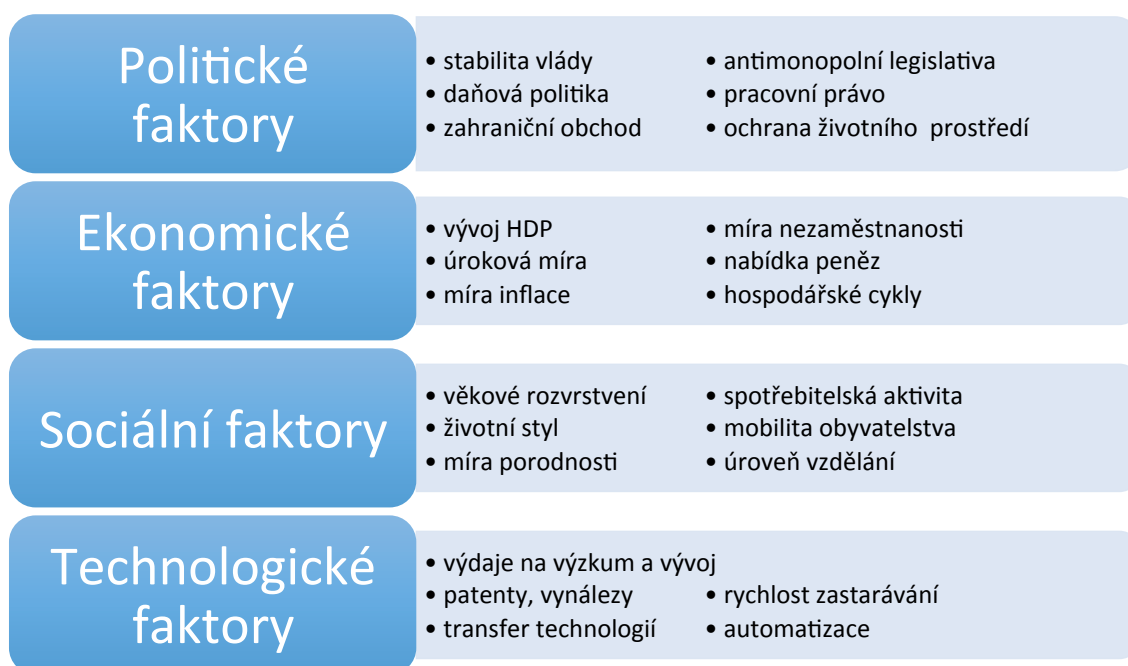 Politické
faktory
• stabilita vlády
• daňová politika
• zahraniční obchod
• antimonopolní legislativa
• pracovní právo
• ochrana životního prostředí
Ekonomické
faktory
• vývoj HDP
• úroková míra
• míra inflace
• míra nezaměstnanosti
• nabídka peněz
• hospodářské cykly
Sociální faktory
• věkové rozvrstvení
• životní styl
• míra porodnosti
• spotřebitelská aktivita
• mobilita obyvatelstva
• úroveň vzdělání
Technologické
faktory
• výdaje na výzkum a vývoj
• patenty, vynálezy
• transfer technologií
• rychlost zastarávání
• automatizace